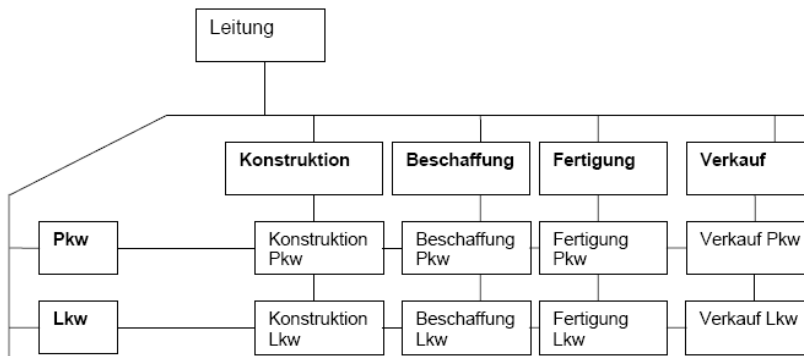 Leitung
Konstruktion Beschaffung Fertigung Verkauf
Pkw
Konstruktion
Pkw
Beschaffung
Pkw
Fertigung
Pkw
Verkauf Pkw
Lkw
Konstruktion
Lkw
Beschaffung
Lkw
Fertigung
Lkw
Verkauf Lkw